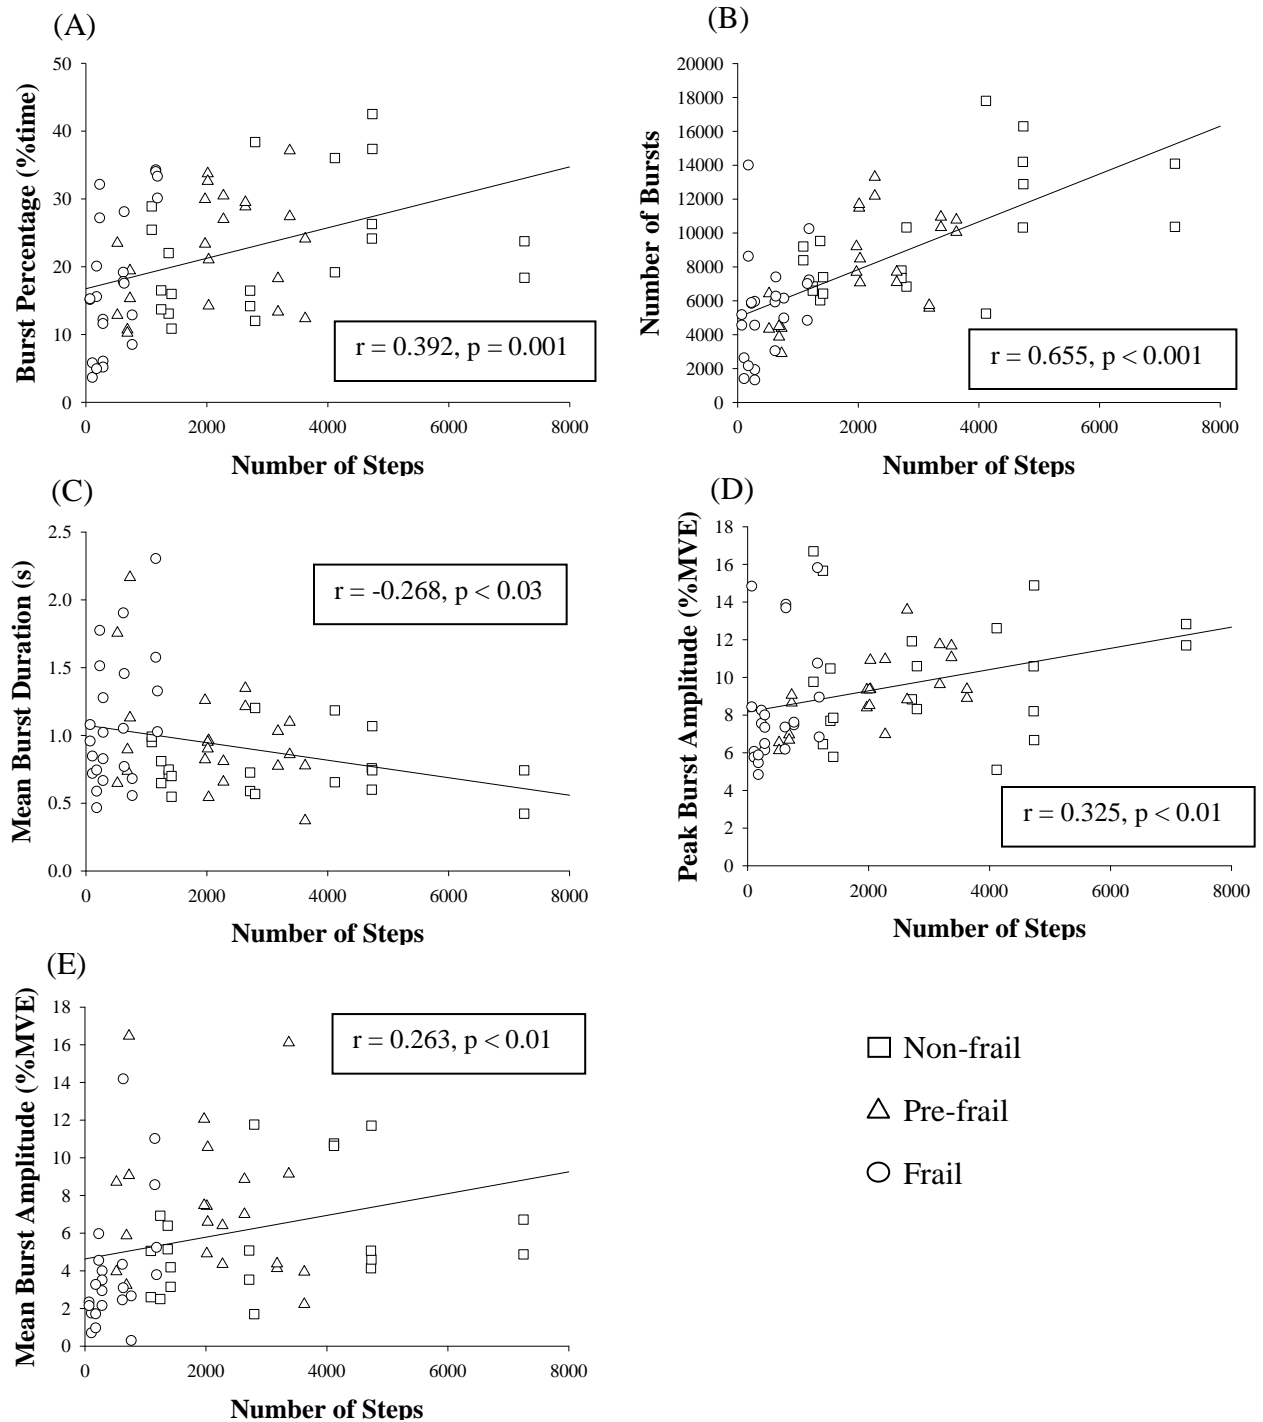 (A)
Burst Percentage (%time)
50
40
30
20
10
0
r = 0.392, p = 0.001
0 2000 4000 6000 8000
Number of Steps
(B)
Number of Bursts
20000
18000
16000
14000
12000
10000
8000
6000
4000
2000
0
r = 0.655, p < 0.001
0 2000 4000 6000 8000
Number of Steps
(C)
Mean Burst Duration (s)
2.5
2.0
1.5
1.0
0.5
0.0
r = -0.268, p < 0.03
0 2000 4000 6000 8000
Number of Steps
(D)
Peak Burst Amplitude (%MVE)
18
16
14
12
10
8
6
4
2
0
r = 0.325, p < 0.01
0 2000 4000 6000 8000
Number of Steps
(E)
Mean Burst Amplitude (%MVE)
18
16
14
12
10
8
6
4
2
0
r = 0.263, p < 0.01
0 2000 4000 6000 8000
Number of Steps
Non-frail
Pre-frail
Frail